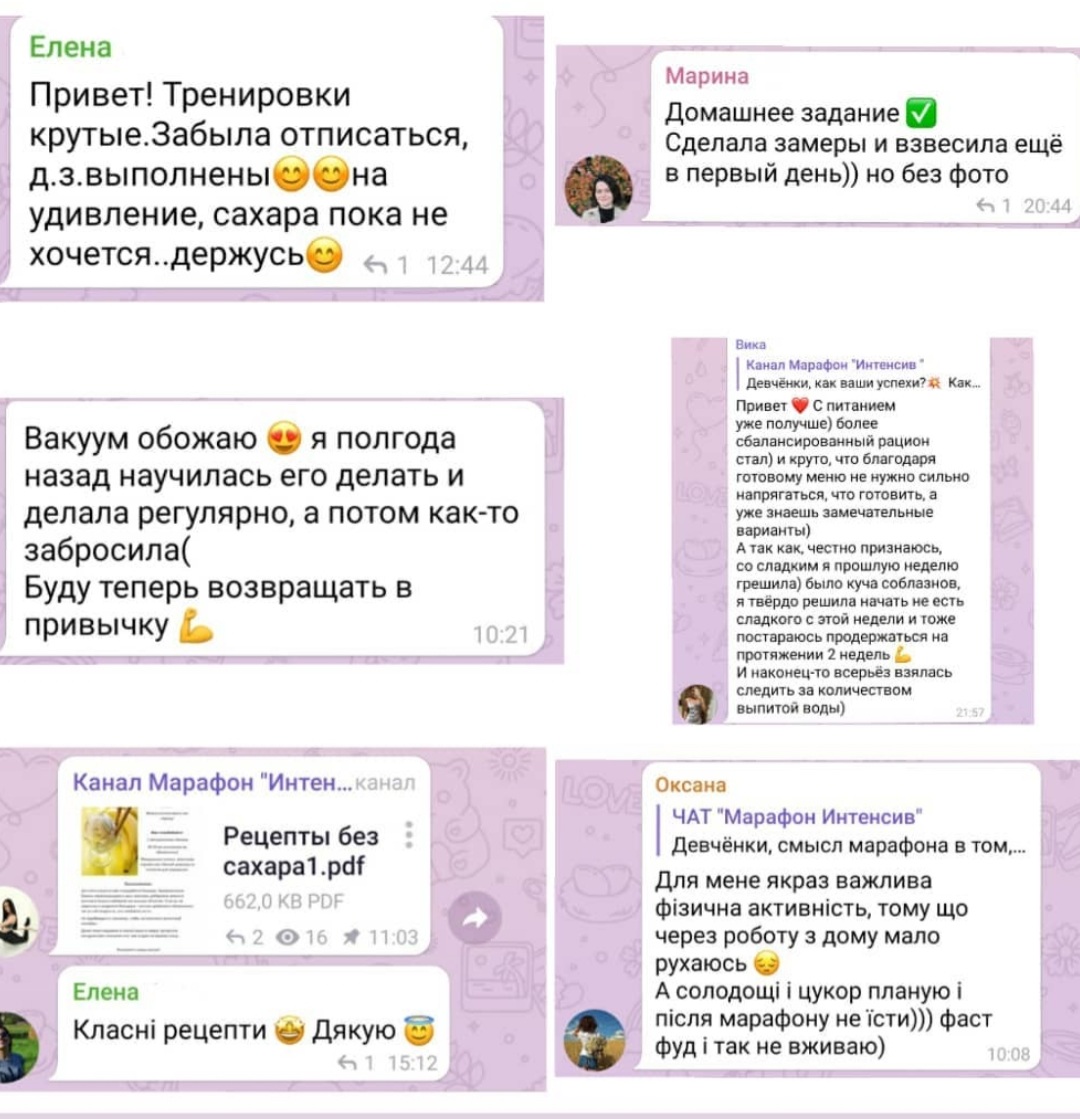 Елена
Привет! Тренировки
крутые.Забыла отписаться,
д.з.выполнены😊😊на
удивление, сахара пока не
хочется..держусь😊 1 12:44
Марина
Домашнее задание ✅
Сделала замеры и взвесила ещё
в первый день)) но без фото
1 20:44
Вакуум обожаю 😍 я полгода
назад научилась его делать и
делала регулярно, а потом как-то
забросила(
Буду теперь возвращать в
привычку 💪 10:21
Вика
Канал Марафон "Интенсив "
Девчёнки, как ваши успехи?💥 Как...
Привет ❤️ С питанием
уже получше) более
сбалансированный рацион
стал) и круто, что благодаря
готовому меню не нужно сильно
напрягаться, что готовить, а
уже знаешь замечательные
варианты)
А так как, честно признаюсь,
со сладким я прошлую неделю
грешила) было куча соблазнов,
я твёрдо решила начать не есть
сладкого с этой недели и тоже
постараюсь продержаться на
протяжении 2 недель 💪
И наконец-то всерьёз взялась
следить за количеством
выпитой воды) 21:57
Канал Марафон "Интен... канал
Рецепты без
сахара1.pdf
662,0 KB PDF
2 16 11:03
Елена
Класні рецепти 🤩 Дякую 😇
1 15:12
Оксана
ЧАТ "Марафон Интенсив"
Девчёнки, смысл марафона в том,...
Для мене якраз важлива
фізична активність, тому що
через роботу з дому мало
рухаюсь 😔
А солодощі і цукор планую і
після марафону не їсти))) фаст
фуд і так не вживаю) 10:08